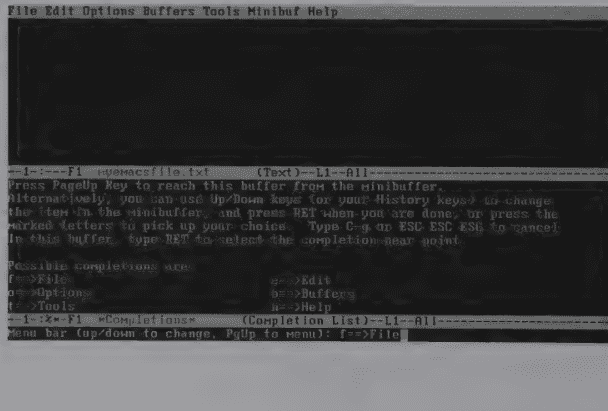 File Edit Options Buffers Tools Minibuf Help
--1-:---F1  myemacsfile.txt      (Text)--L1--All----------------------------------
Press PageUp Key to reach this buffer from the minibuffer.
Alternatively, you can use Up/Down keys (or your History keys) to change
the item in the minibuffer, and press RET when you are done, or press the
marked letters to pick up your choice.  Type C-g or ESC ESC ESC to cancel
In this buffer, type RET to select the completion near point.
Possible completions are
f==>File                              e==>Edit
o==>Options                           b==>Buffers
t==>Tools                             h==>Help
--1-:%*-F1  *Completions*      (Completion List)--L1--All-------------------------
Menu bar (up/down to change, PgUp to menu): f==>File